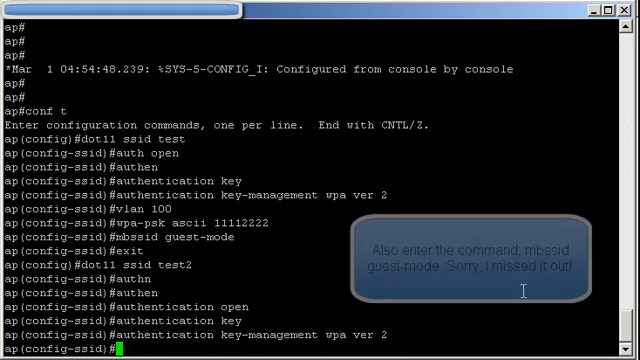 ap#
ap#
*Mar  1 04:54:48.239: %SYS-5-CONFIG_I: Configured from console by console
ap#
ap#
ap#conf t
Enter configuration commands, one per line.  End with CNTL/Z.
ap(config)#dot11 ssid test
ap(config-ssid)#auth open
ap(config-ssid)#authen
ap(config-ssid)#authentication key
ap(config-ssid)#authentication key-management wpa ver 2
ap(config-ssid)#vlan 100
ap(config-ssid)#wpa-psk ascii 11112222
ap(config-ssid)#mbssid guest-mode
ap(config-ssid)#exit
ap(config)#dot11 ssid test2
ap(config-ssid)#authn
ap(config-ssid)#authen
ap(config-ssid)#authentication open
ap(config-ssid)#authentication key
ap(config-ssid)#authentication key-management wpa ver 2
ap(config-ssid)#
Also enter the command: mbssid
guest-mode  Sorry, I missed it out!